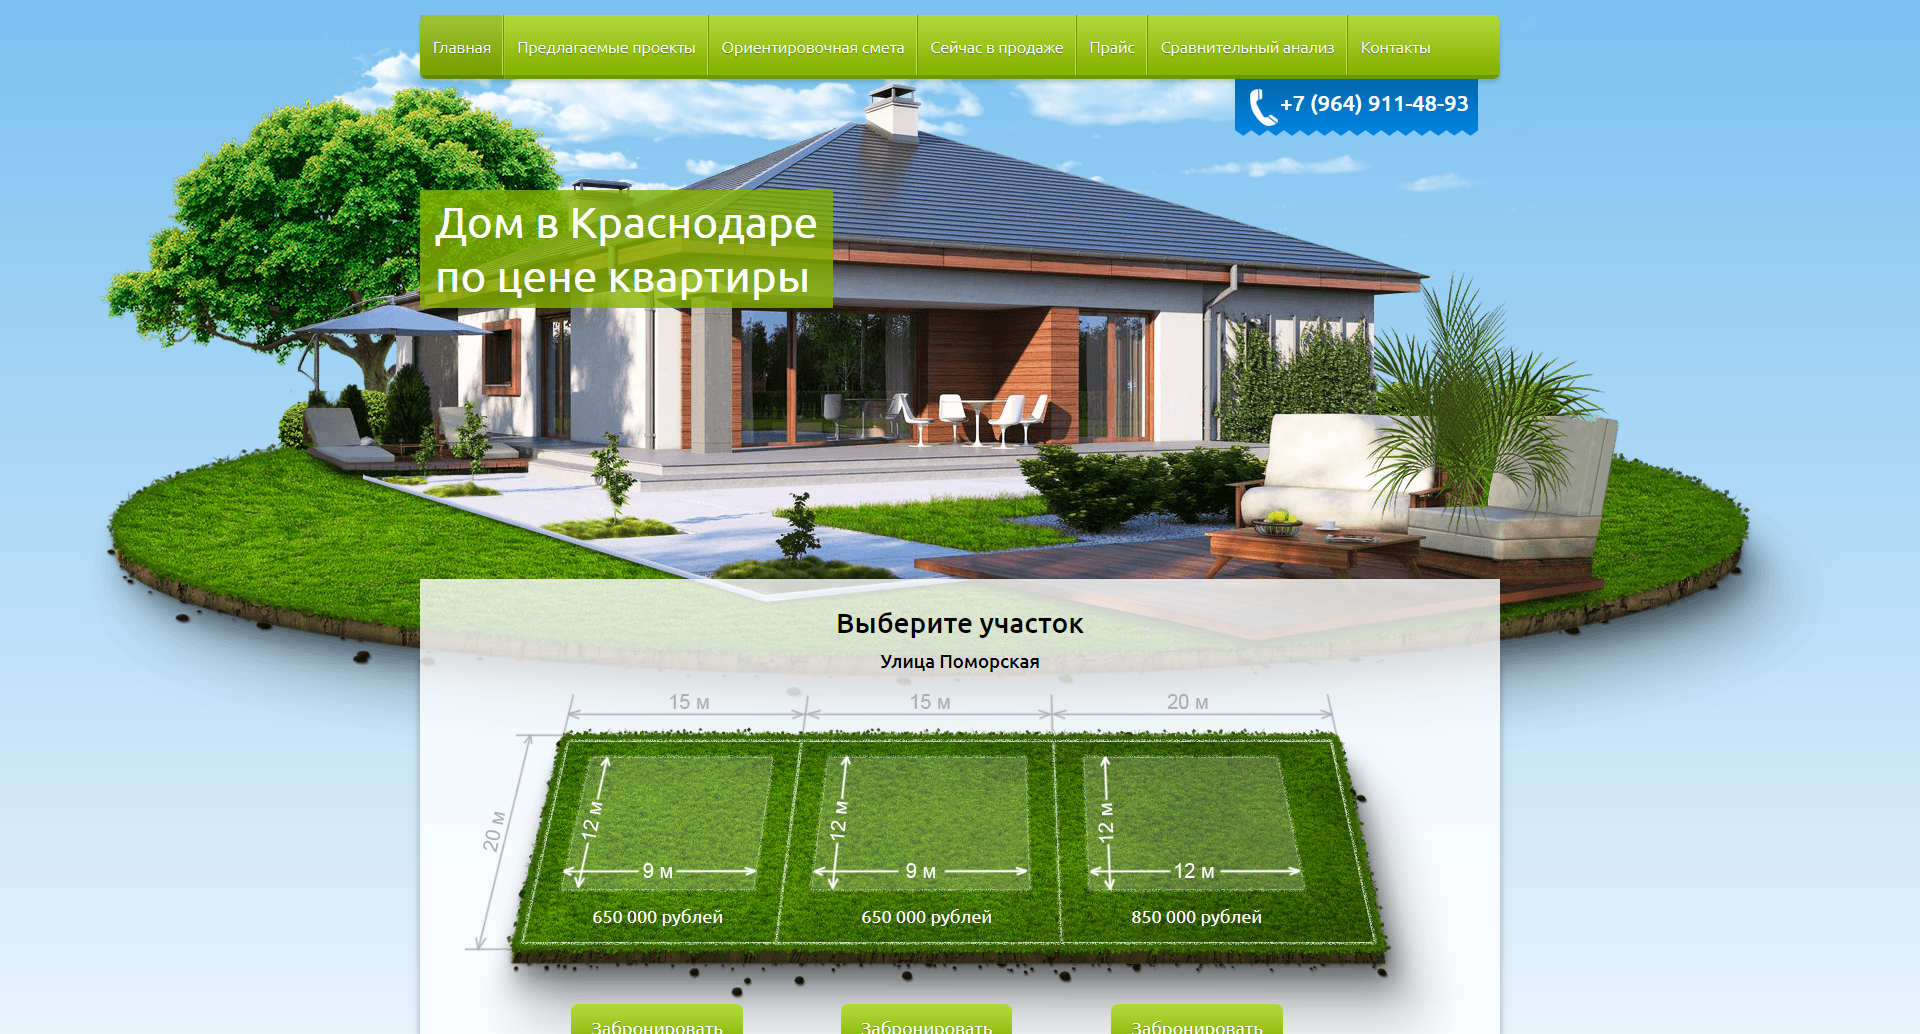 Главная
Предлагаемые проекты
Ориентировочная смета
Сейчас в продаже
Прайс
Сравнительный анализ
Контакты
+7 (964) 911-48-93
Дом в Краснодаре
по цене квартиры
Выберите участок
Улица Поморская
15 м
15 м
20 м
20 м
12 м
9 м
12 м
9 м
12 м
12 м
650 000 рублей
650 000 рублей
850 000 рублей
Забронировать
Забронировать
Забронировать